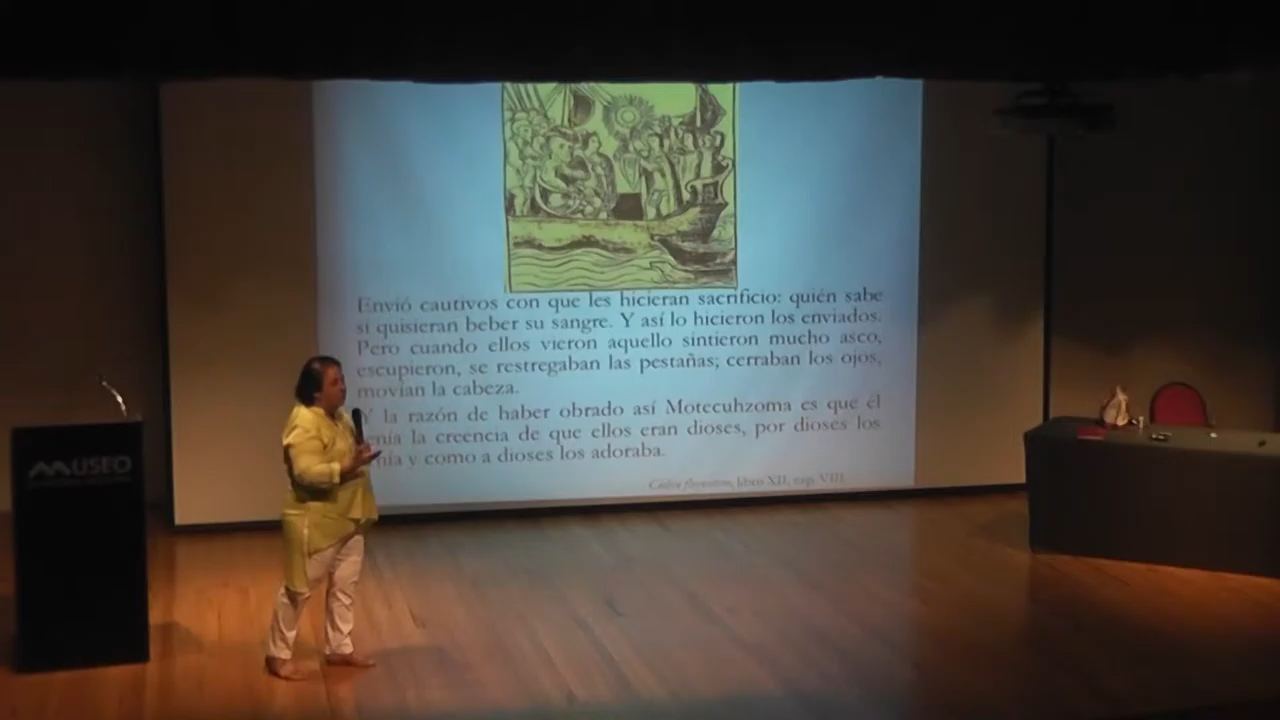 Envió cautivos con que les hicieran sacrificio: quién sabe
si quisieran beber su sangre. Y así lo hicieron los enviados.
Pero cuando ellos vieron aquello sintieron mucho asco,
escupieron, se restregaban las pestañas; cerraban los ojos,
movían la cabeza.
Y la razón de haber obrado así Motecuhzoma es que él
enía la creencia de que ellos eran dioses, por dioses los
nía y como a dioses los adoraba.
Códice florentino, libro XII, cap. VIII
MUSEO